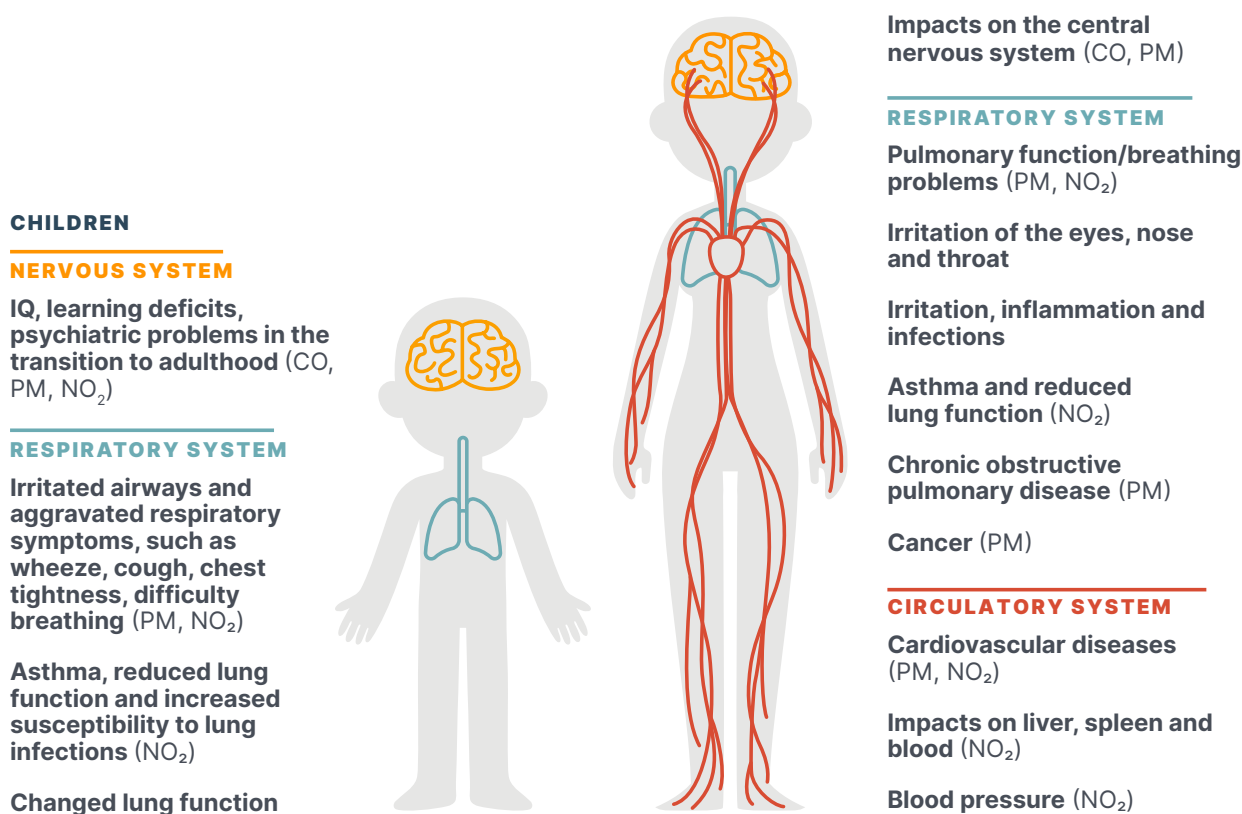 CHILDREN
NERVOUS SYSTEM
IQ, learning deficits,
psychiatric problems in the
transition to adulthood (CO,
PM, NO₂)
RESPIRATORY SYSTEM
Irritated airways and
aggravated respiratory
symptoms, such as
wheeze, cough, chest
tightness, difficulty
breathing (PM, NO₂)
Asthma, reduced lung
function and increased
susceptibility to lung
infections (NO₂)
Changed lung function
Impacts on the central
nervous system (CO, PM)
RESPIRATORY SYSTEM
Pulmonary function/breathing
problems (PM, NO₂)
Irritation of the eyes, nose
and throat
Irritation, inflammation and
infections
Asthma and reduced
lung function (NO₂)
Chronic obstructive
pulmonary disease (PM)
Cancer (PM)
CIRCULATORY SYSTEM
Cardiovascular diseases
(PM, NO₂)
Impacts on liver, spleen and
blood (NO₂)
Blood pressure (NO₂)